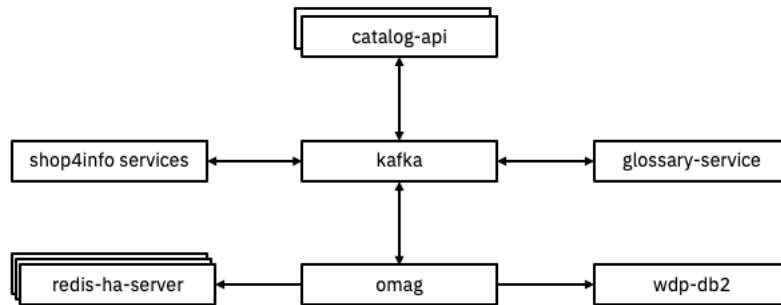 catalog-api
shop4info services
kafka
glossary-service
redis-ha-server
omag
wdp-db2